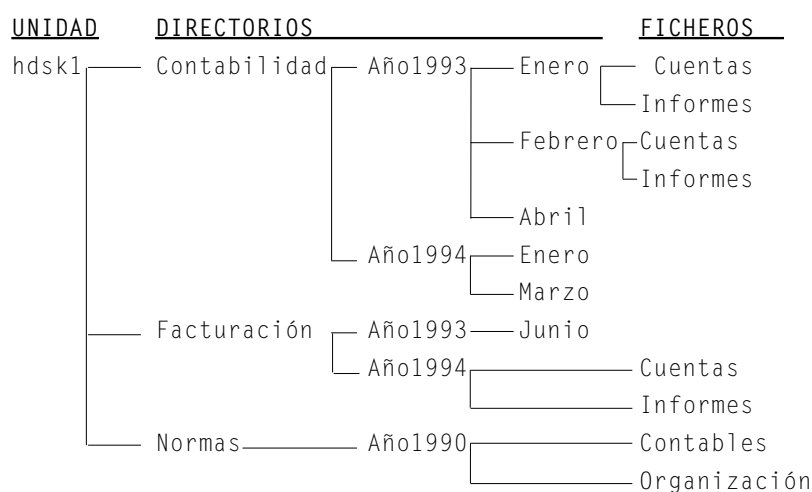 UNIDAD DIRECTORIOS FICHEROS
hdsk1 Contabilidad Año1993 Enero Cuentas
Informes
Febrero Cuentas
Informes
Abril
Año1994 Enero
Marzo
Facturación Año1993 Junio
Año1994 Cuentas
Informes
Normas Año1990 Contables
Organización